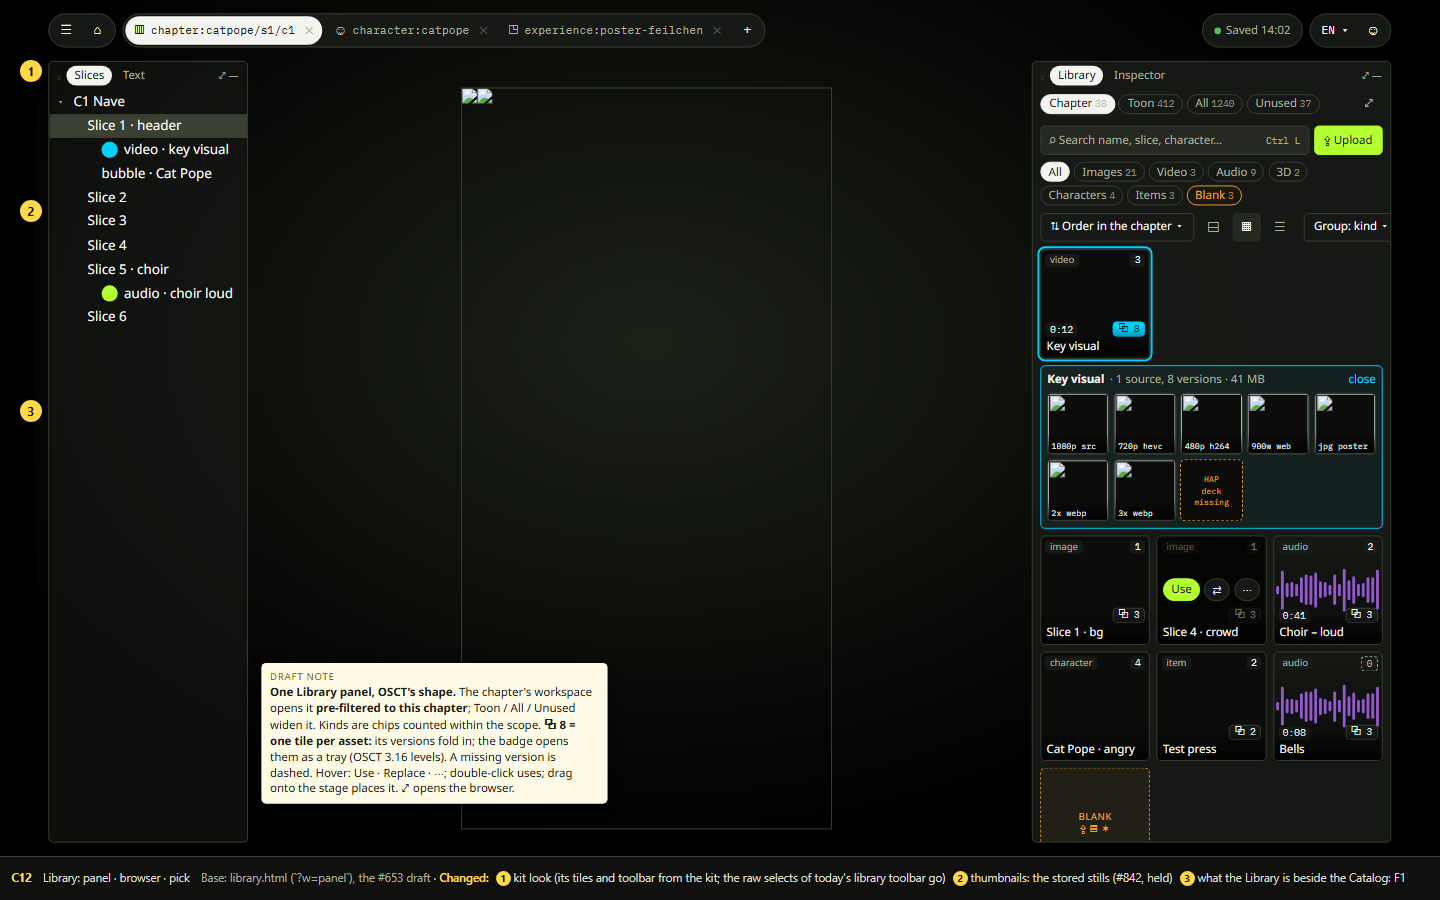 chapter:catpope/s1/c1
character:catpope
experience:poster-feilchen
+
Saved 14:02
EN
1
2
3
Slices Text
C1 Nave
Slice 1 · header
video · key visual
bubble · Cat Pope
Slice 2
Slice 3
Slice 4
Slice 5 · choir
audio · choir loud
Slice 6
DRAFT NOTE
One Library panel, OSCT's shape. The chapter's workspace
opens it pre-filtered to this chapter; Toon / All / Unused
widen it. Kinds are chips counted within the scope. 8 =
one tile per asset: its versions fold in; the badge opens
them as a tray (OSCT 3.16 levels). A missing version is
dashed. Hover: Use · Replace · ···; double-click uses; drag
onto the stage places it. ⤢ opens the browser.
Library Inspector
Chapter 38 Toon 412 All 1240 Unused 37
Search name, slice, character... Ctrl L
Upload
All Images 21 Video 3 Audio 9 3D 2
Characters 4 Items 3 Blank 3
Order in the chapter
Group: kind
video 3
0:12 8
Key visual
Key visual · 1 source, 8 versions · 41 MB close
1080p src 720p hevc 480p h264 900w web jpg poster
2x webp 3x webp
HAP
deck
missing
image 1
3
Slice 1 · bg
image 1
Use ⇄ ···
3
Slice 4 · crowd
audio 2
0:41 3
Choir – loud
character 4
Cat Pope · angry
item 2
2
Test press
audio 0
0:08 3
Bells
BLANK
C12 Library: panel · browser · pick Base: library.html (`?w=panel`), the #653 draft · Changed: 1 kit look (its tiles and toolbar from the kit; the raw selects of today's library toolbar go) 2 thumbnails: the stored stills (#842, held) 3 what the Library is beside the Catalog: F1